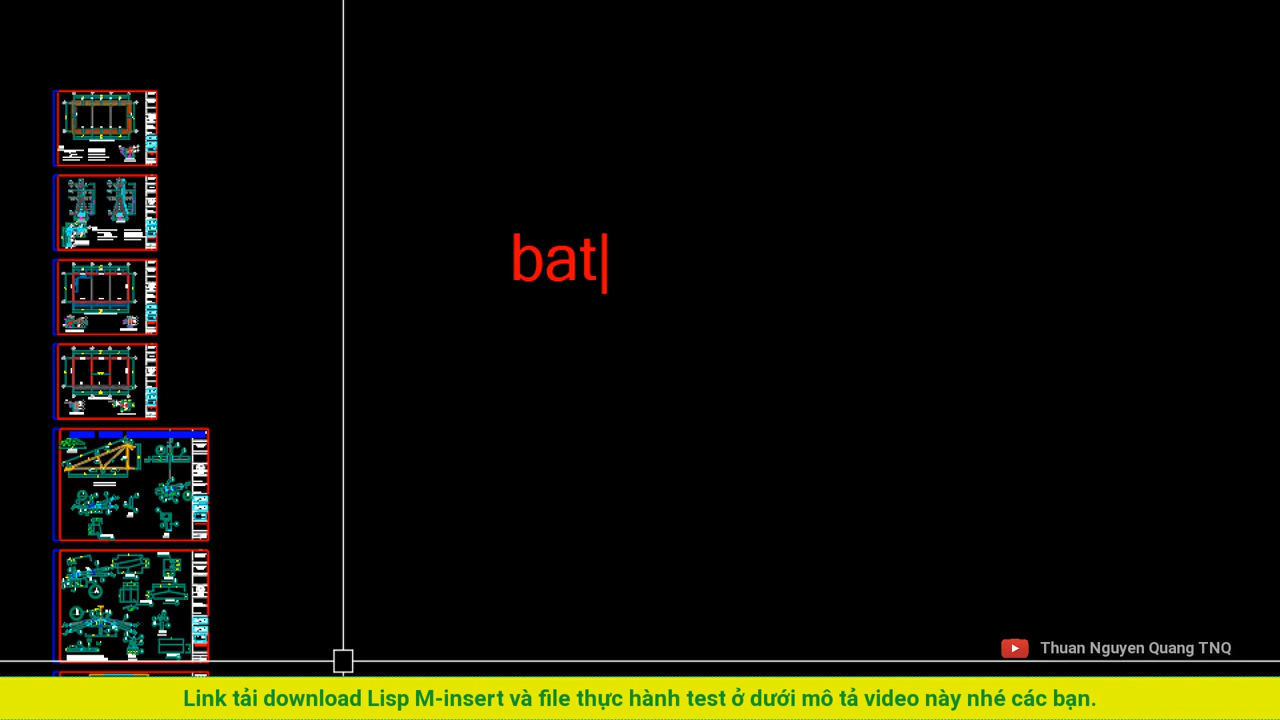 bat
Thuan Nguyen Quang TNQ
Link tải download Lisp M-insert và file thực hành test ở dưới mô tả video này nhé các bạn.